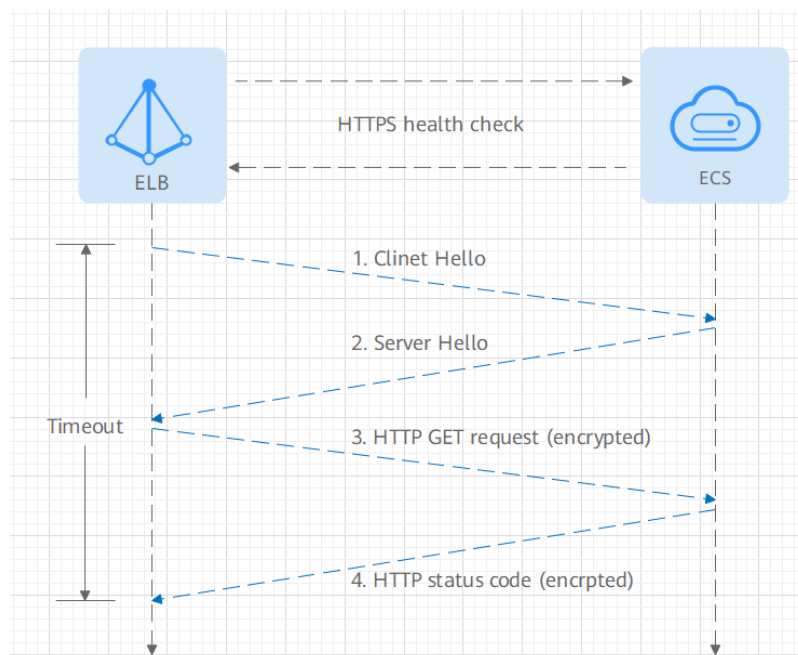 HTTPS health check
ELB
ECS
1. Clinet Hello
2. Server Hello
Timeout
3. HTTP GET request (encrypted)
4. HTTP status code (encrpted)